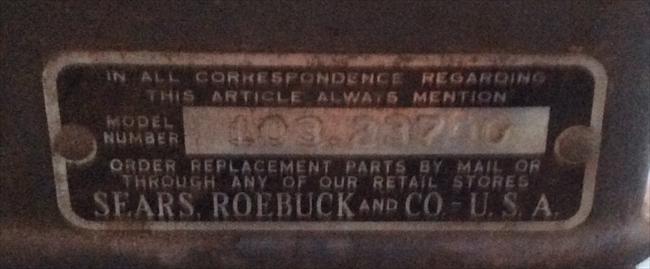 IN ALL CORRESPONDENCE REGARDING
THIS ARTICLE ALWAYS MENTION
MODEL
NUMBER
ORDER REPLACEMENT PARTS BY MAIL OR
THROUGH ANY OF OUR RETAIL STORES
SEARS, ROEBUCK AND CO. - U. S. A.